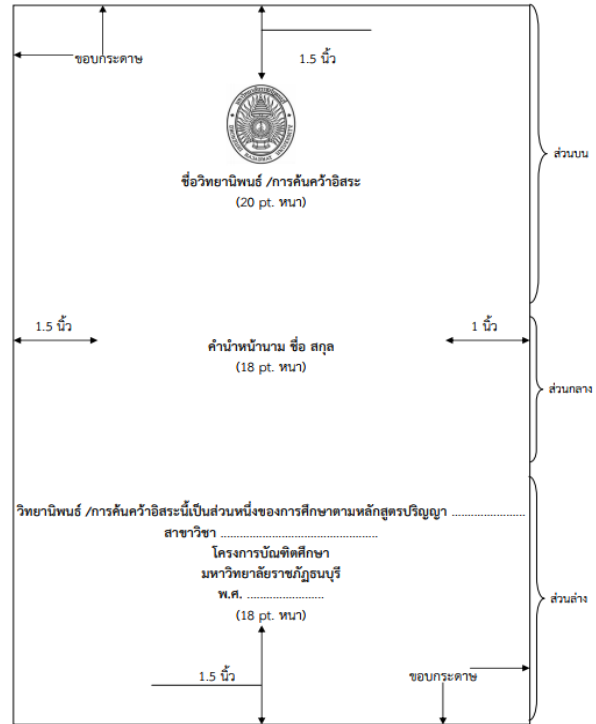 ขอบกระดาษ
1.5 นิ้ว
ชื่อวิทยานิพนธ์ /การค้นคว้าอิสระ
(20 pt. หนา)
ส่วนบน
1.5 นิ้ว
1 นิ้ว
คำนำหน้านาม ชื่อ สกุล
(18 pt. หนา)
ส่วนกลาง
วิทยานิพนธ์ /การค้นคว้าอิสระนี้เป็นส่วนหนึ่งของการศึกษาตามหลักสูตรปริญญา ......................
สาขาวิชา ...............................................
โครงการบัณฑิตศึกษา
มหาวิทยาลัยราชภัฏธนบุรี
พ.ศ. .......................
(18 pt. หนา)
ส่วนล่าง
1.5 นิ้ว
ขอบกระดาษ